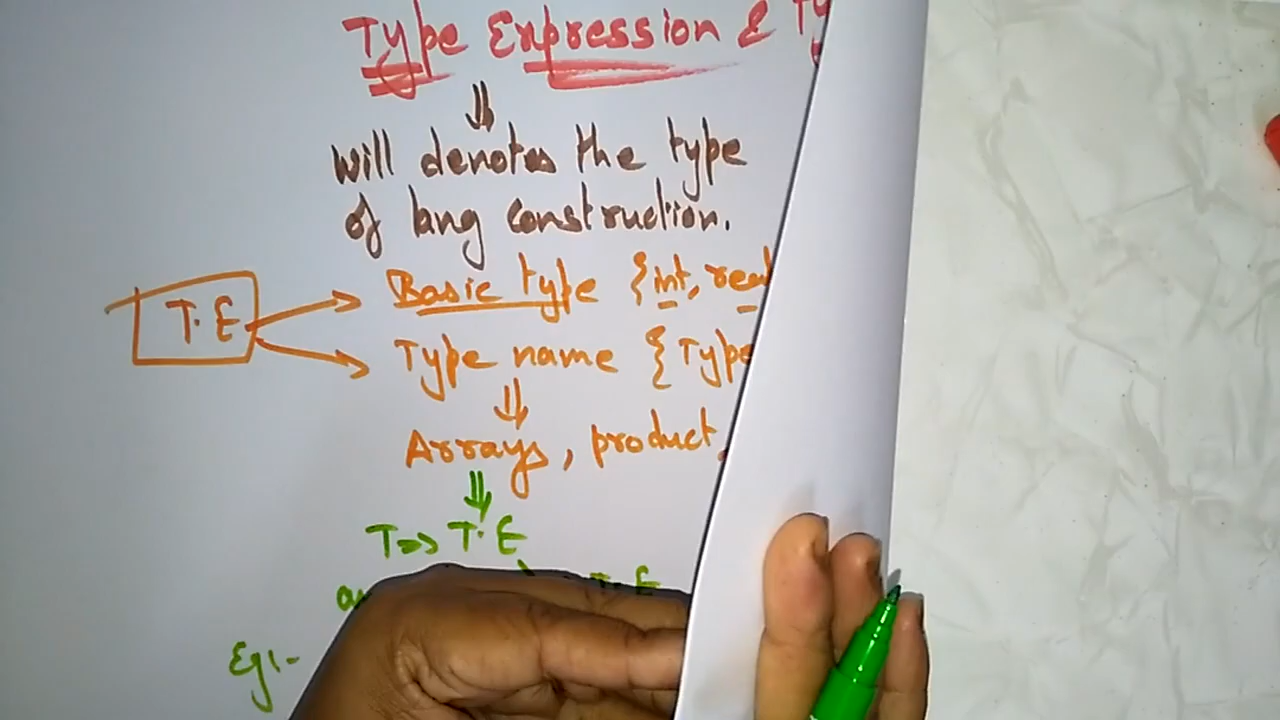 Type Expression & Ty
will denotes the type
of lang construction.
T.E
Basic type {int, real
Type name {Type
Arrays, product,
T => T.E
T.E
Eg:-